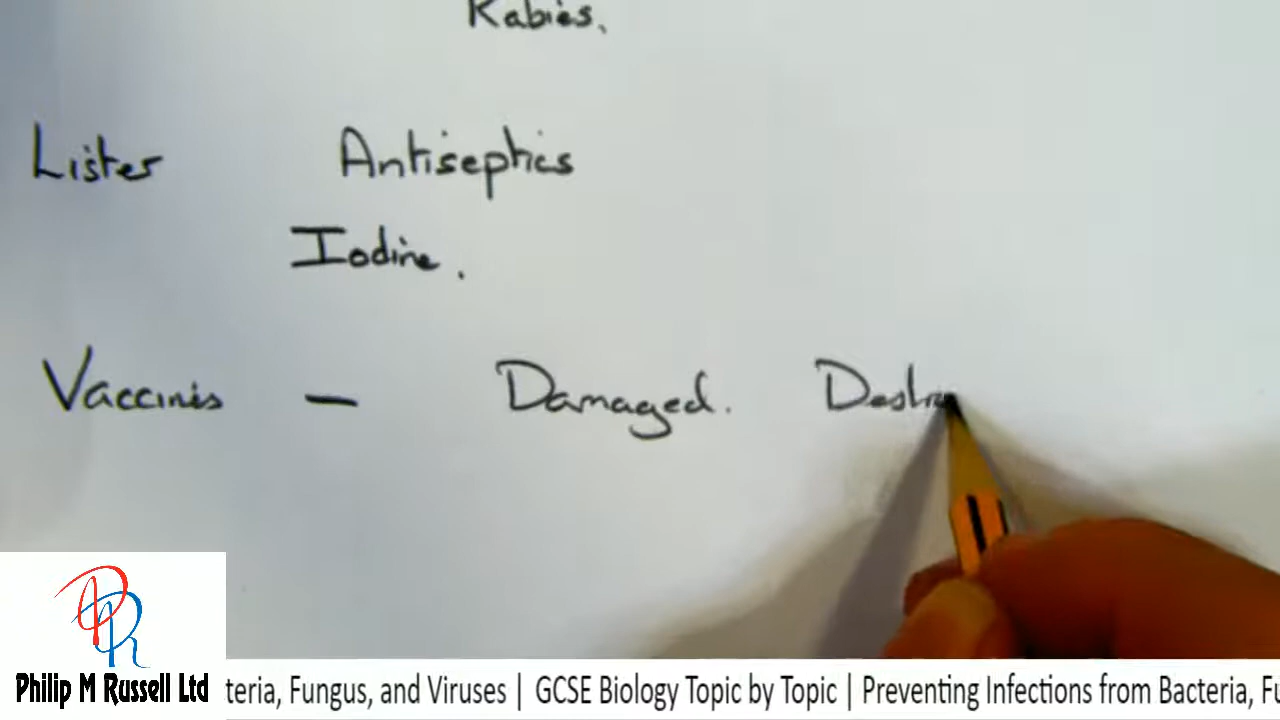 Rabies.
Lister Antiseptics
Iodine.
Vaccines – Damaged. Destro
Philip M Russell Ltd
teria, Fungus, and Viruses | GCSE Biology Topic by Topic | Preventing Infections from Bacteria, Fu